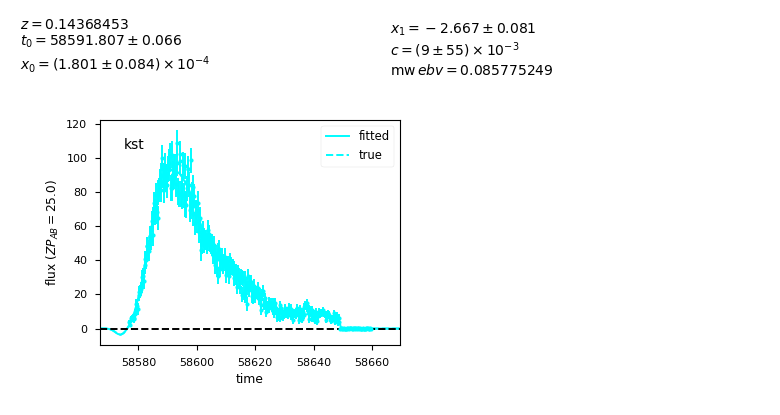 z = 0.14368453
t₀ = 58591.807 ± 0.066
x₀ = (1.801 ± 0.084) × 10⁻⁴
x₁ = − 2.667 ± 0.081
c = (9 ± 55) × 10⁻³
mw ebv = 0.085775249
kst
fitted
true
120
100
80
60
40
20
0
flux (ZP_AB = 25.0)
58580 58600 58620 58640 58660
time